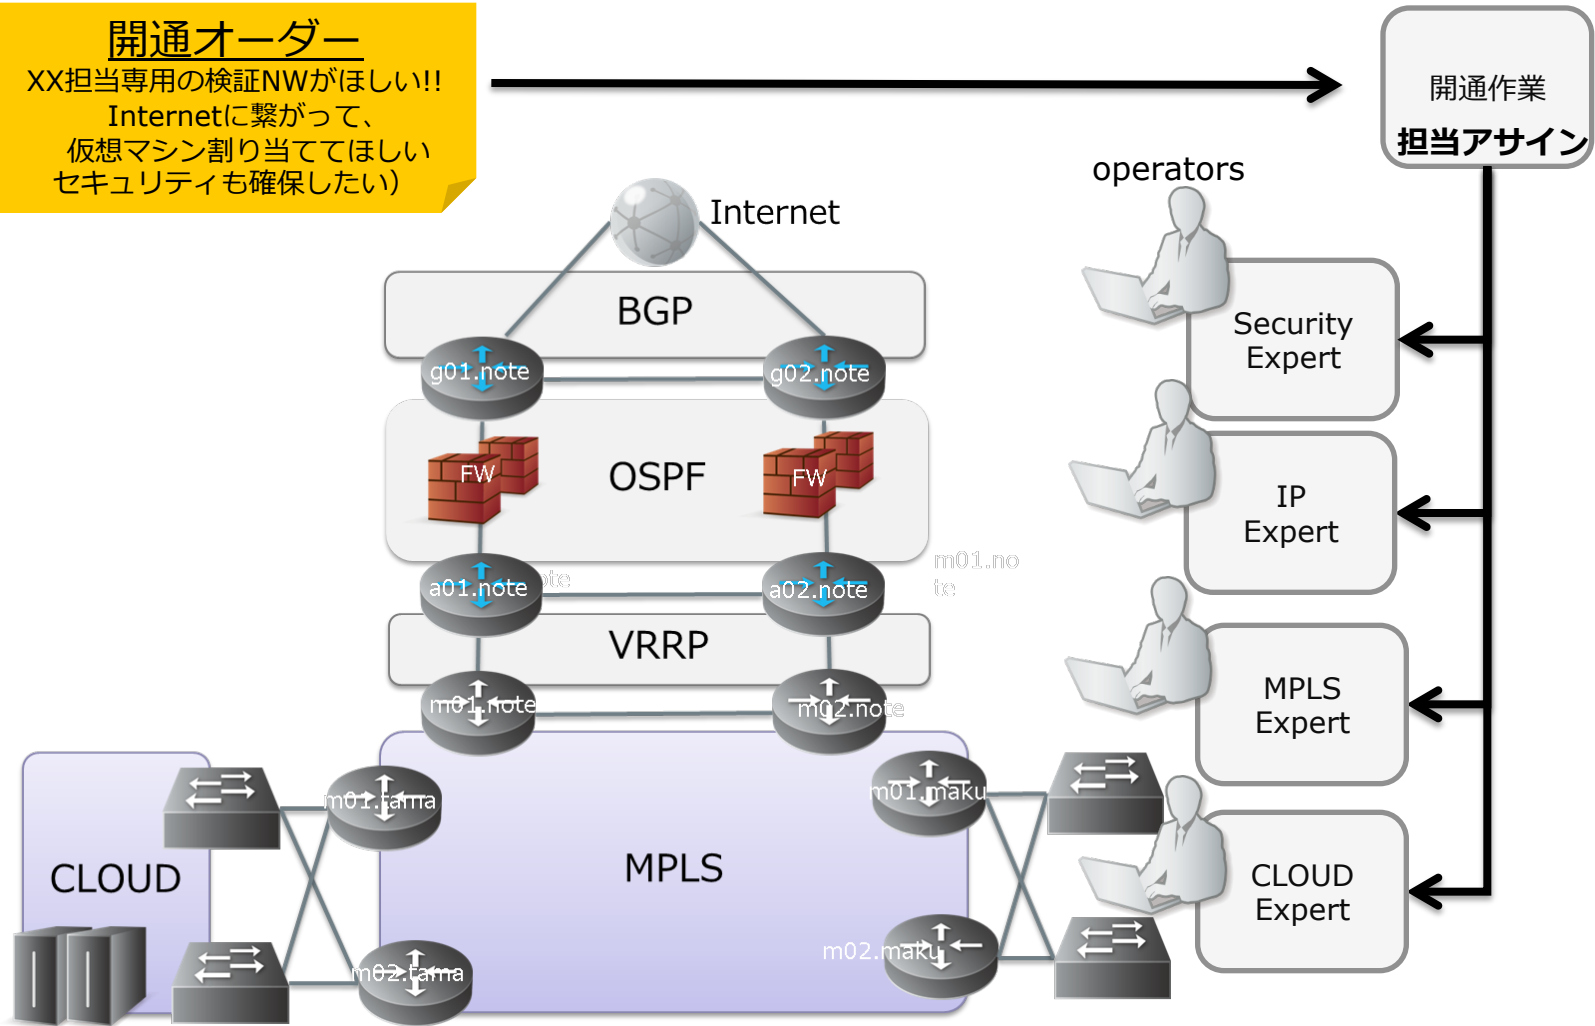 開通オーダー
XX担当専用の検証NWがほしい!!
Internetに繋がって、
仮想マシン割り当ててほしい
セキュリティも確保したい）
開通作業
担当アサイン
operators
Internet
BGP
Security
Expert
g01.note
g02.note
FW
OSPF
FW
IP
Expert
m01.no
te
ote
a01.note
a02.note
VRRP
MPLS
Expert
m01.note
m02.note
m01.tama
m01.maku
CLOUD
MPLS
CLOUD
Expert
m02.maku
m02.tama